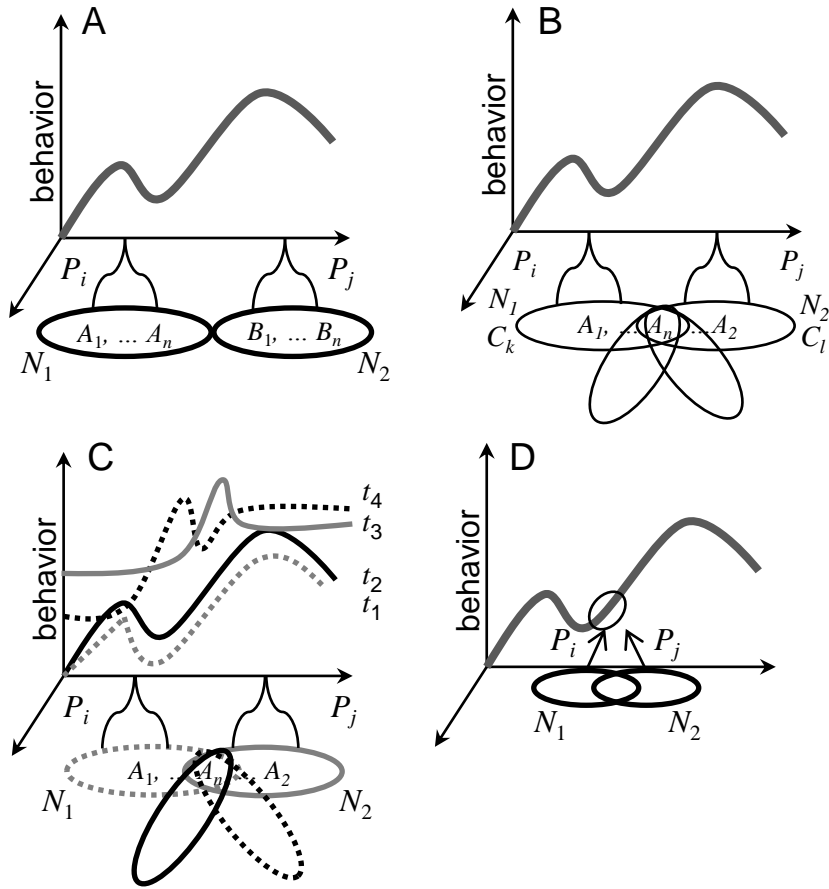 A
behavior
P_i P_j
A_1, ... A_n B_1, ... B_n
N_1 N_2
B
behavior
P_i P_j
N_1 N_2
A_1, ... A_n ... A_2
C_k C_l
C
behavior
t_4
t_3
t_2
t_1
P_i P_j
A_1, ... A_n ... A_2
N_1 N_2
D
behavior
P_i P_j
N_1 N_2